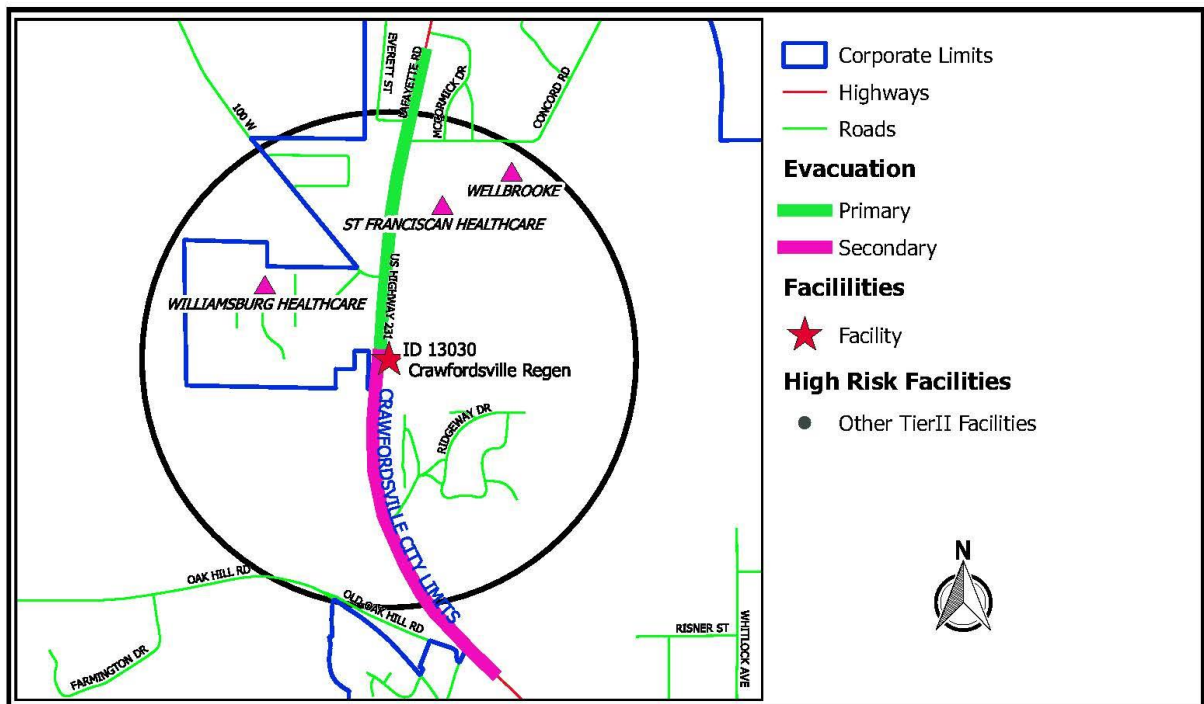 EVERETT ST
LAFAYETTE RD
MCCORMICK DR
CONCORD RD
100 W
WELLBROOKE
ST FRANCISCAN HEALTHCARE
US HIGHWAY 231
WILLIAMSBURG HEALTHCARE
ID 13030
Crawfordsville Regen
CRAWFORDSVILLE CITY LIMITS
RIDGEWAY DR
OAK HILL RD
OLD OAK HILL RD
FARMINGTON DR
RISNER ST
WHITLOCK AVE
Corporate Limits
Highways
Roads
Evacuation
Primary
Secondary
Facililities
Facility
High Risk Facilities
Other TierII Facilities
N